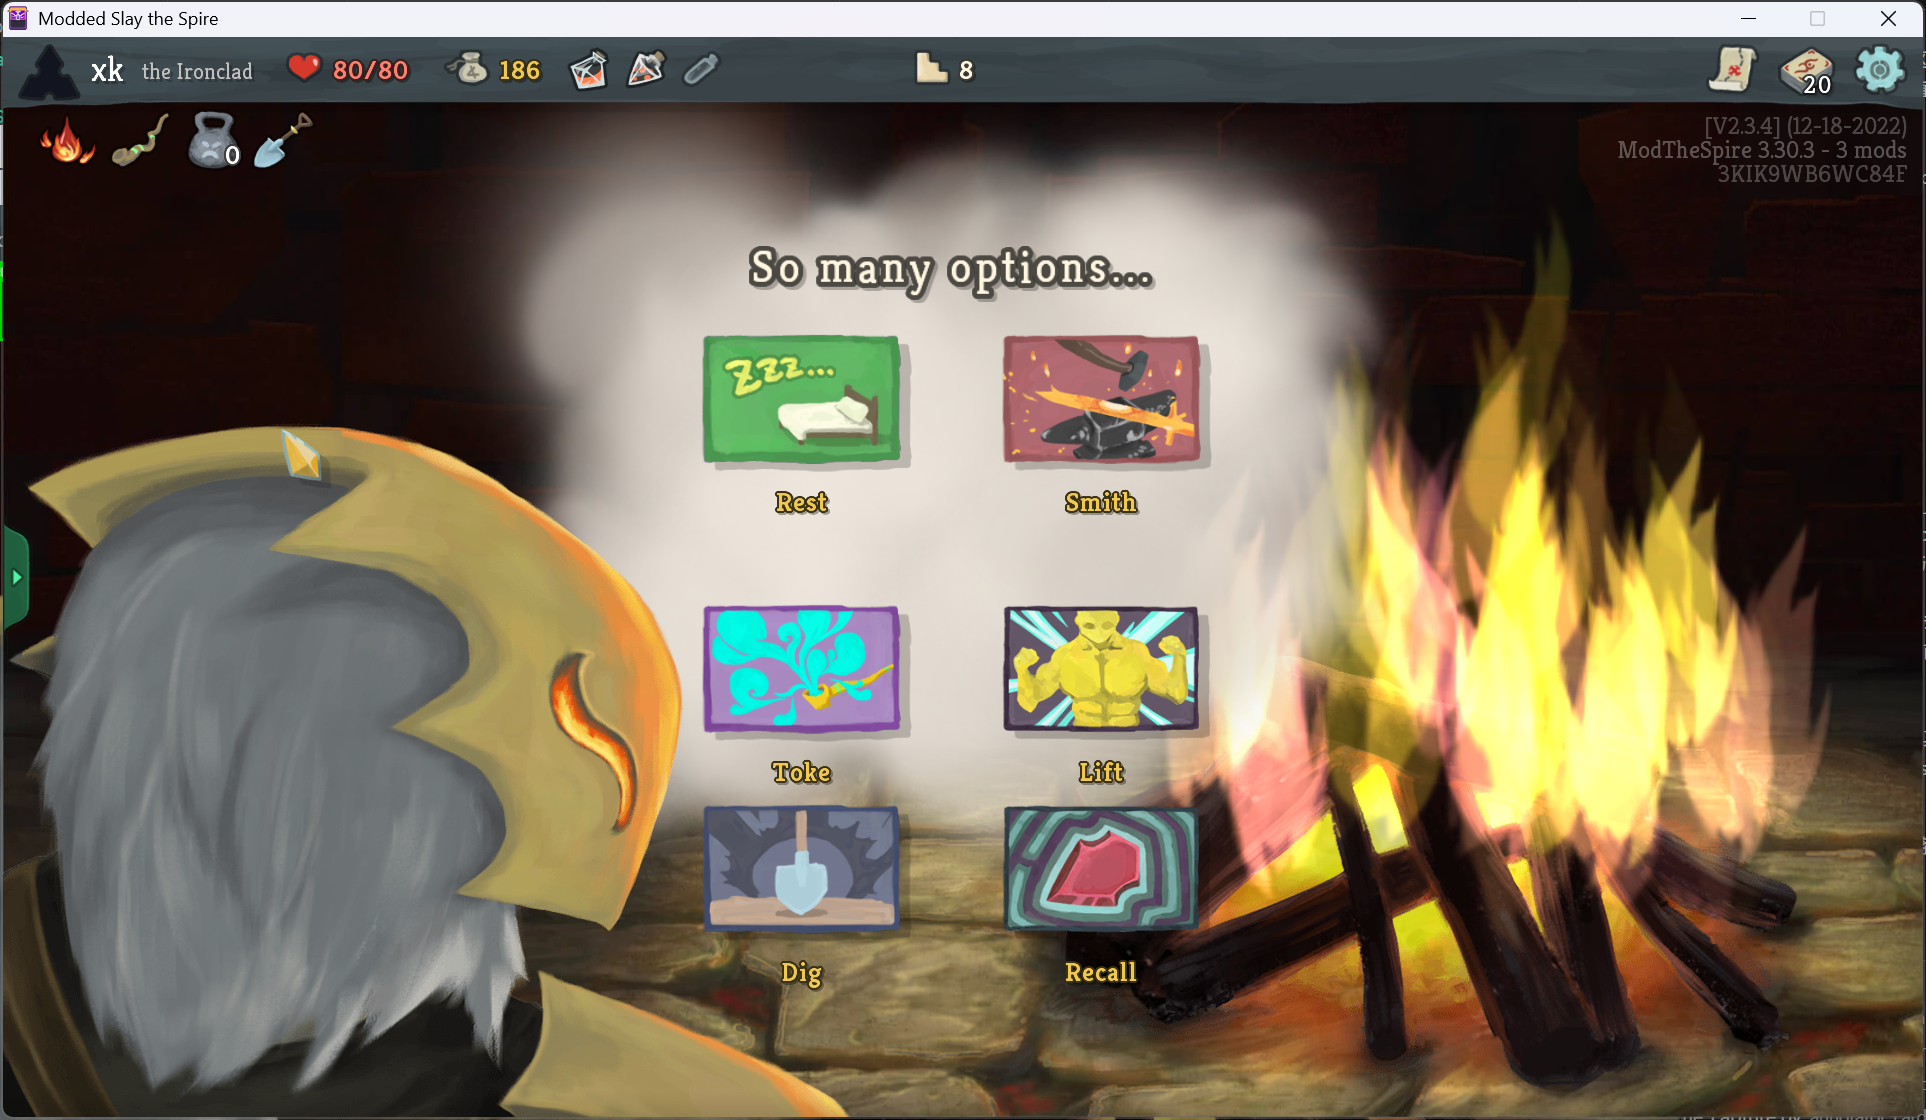 Modded Slay the Spire
xk the Ironclad 80/80 186 8 20
0
[V2.3.4] (12-18-2022)
ModTheSpire 3.30.3 - 3 mods
3KIK9WB6WC84F
So many options...
ZZZ...
Rest Smith
Toke Lift
Dig Recall